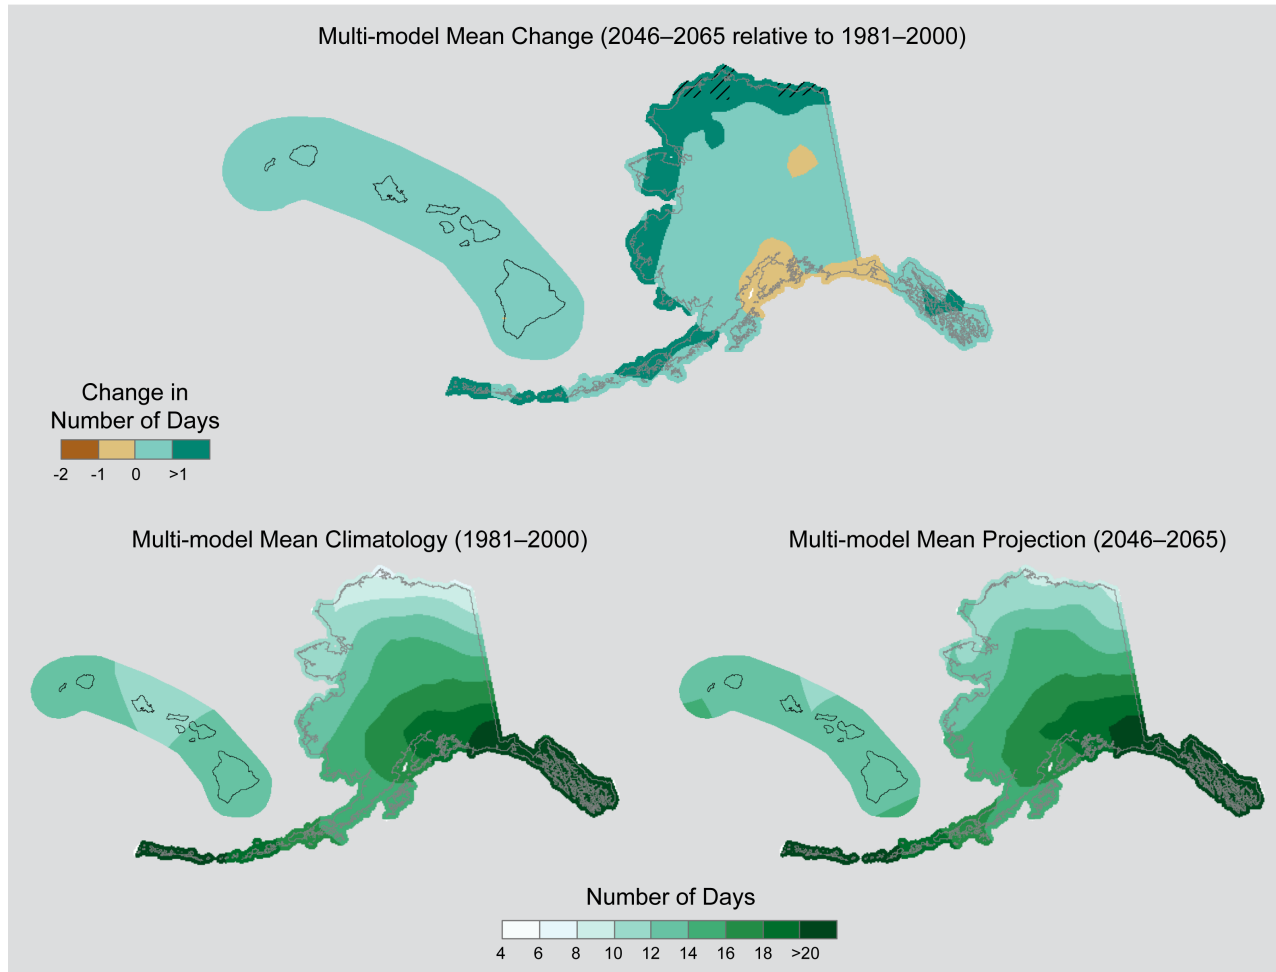 Multi-model Mean Change (2046–2065 relative to 1981–2000)
Change in
Number of Days
-2 -1 0 >1
Multi-model Mean Climatology (1981–2000)
Multi-model Mean Projection (2046–2065)
Number of Days
4 6 8 10 12 14 16 18 >20